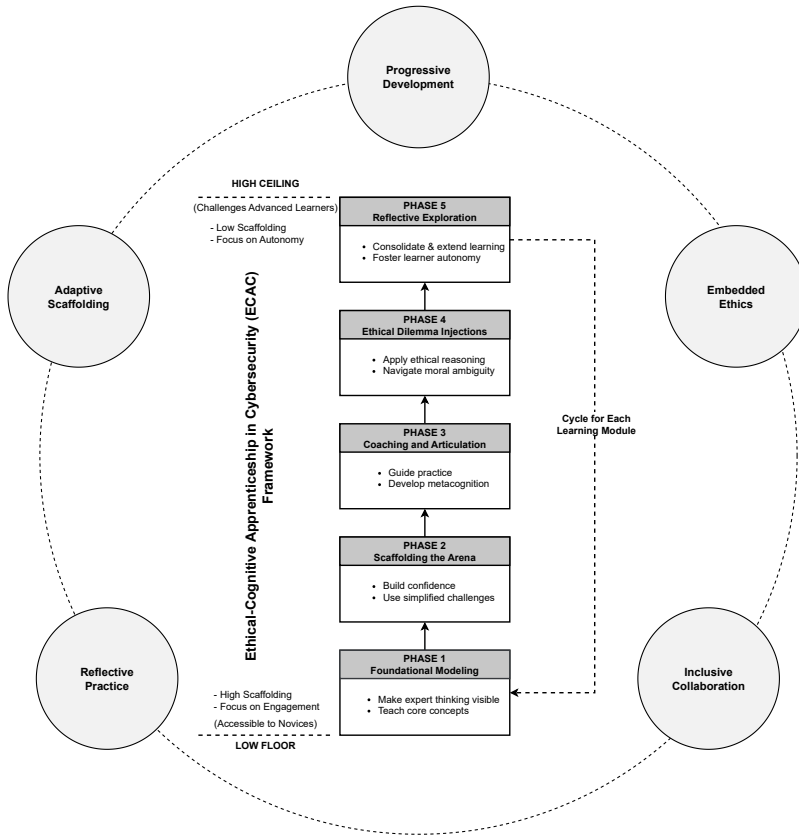 Progressive
Development
HIGH CEILING
(Challenges Advanced Learners)
- Low Scaffolding
- Focus on Autonomy
PHASE 5
Reflective Exploration
• Consolidate & extend learning
• Foster learner autonomy
Adaptive
Scaffolding
Embedded
Ethics
Ethical-Cognitive Apprenticeship in Cybersecurity (ECAC)
Framework
PHASE 4
Ethical Dilemma Injections
• Apply ethical reasoning
• Navigate moral ambiguity
Cycle for Each
Learning Module
PHASE 3
Coaching and Articulation
• Guide practice
• Develop metacognition
PHASE 2
Scaffolding the Arena
• Build confidence
• Use simplified challenges
Reflective
Practice
Inclusive
Collaboration
PHASE 1
Foundational Modeling
• Make expert thinking visible
• Teach core concepts
- High Scaffolding
- Focus on Engagement
(Accessible to Novices)
LOW FLOOR